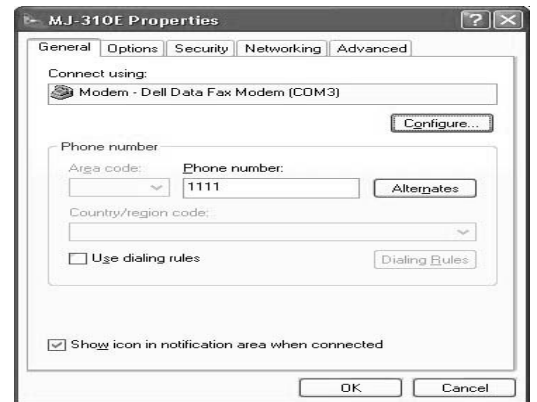 MJ-310E Properties
General Options Security Networking Advanced
Connect using:
Modem - Dell Data Fax Modem (COM3)
Configure...
Phone number
Area code: Phone number:
1111 Alternates
Country/region code:
Use dialing rules Dialing Rules
Show icon in notification area when connected
OK Cancel